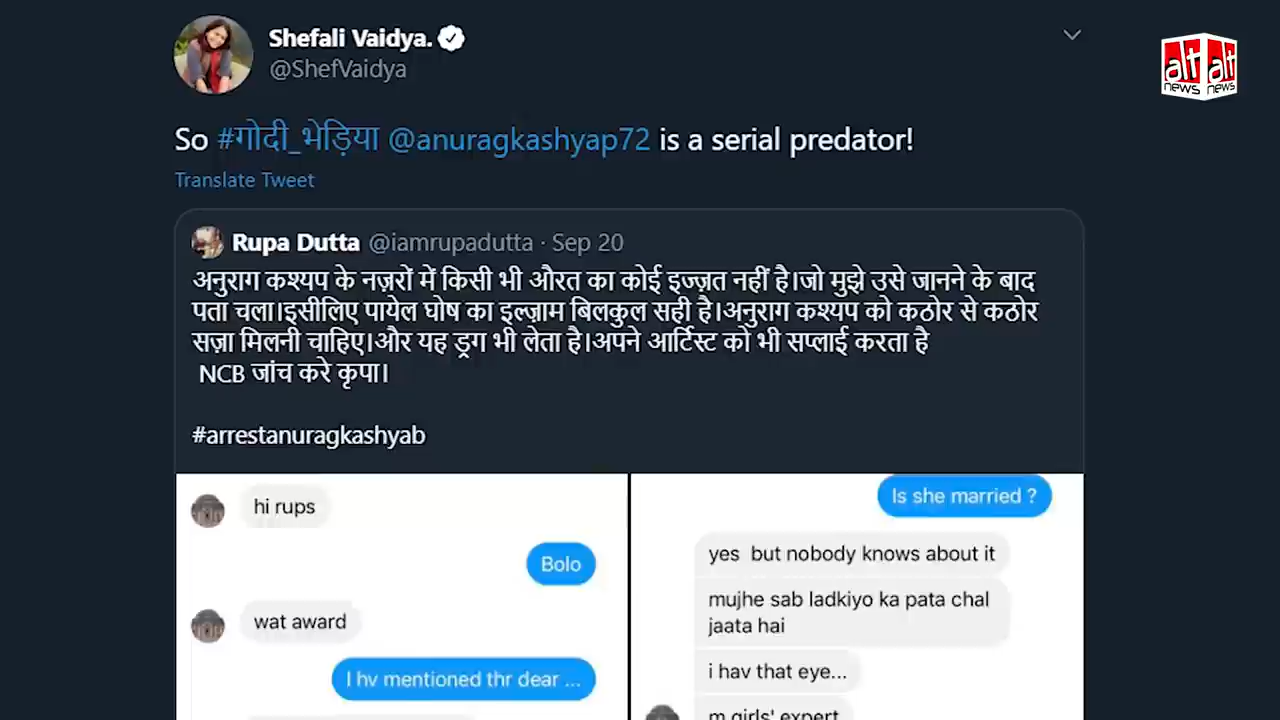 Shefali Vaidya.
@ShefVaidya
alt alt
news news
So #गोदी_भेड़िया @anuragkashyap72 is a serial predator!
Translate Tweet
Rupa Dutta @iamrupadutta · Sep 20
अनुराग कश्यप के नज़रों में किसी भी औरत का कोई इज्ज़त नहीं है।जो मुझे उसे जानने के बाद
पता चला।इसीलिए पायेल घोष का इल्ज़ाम बिलकुल सही है।अनुराग कश्यप को कठोर से कठोर
सज़ा मिलनी चाहिए।और यह ड्रग भी लेता है।अपने आर्टिस्ट को भी सप्लाई करता है
NCB जांच करे कृपा।
#arrestanuragkashyab
hi rups
Bolo
wat award
I hv mentioned thr dear ...
Is she married ?
yes but nobody knows about it
mujhe sab ladkiyo ka pata chal
jaata hai
i hav that eye...
m girls' expert